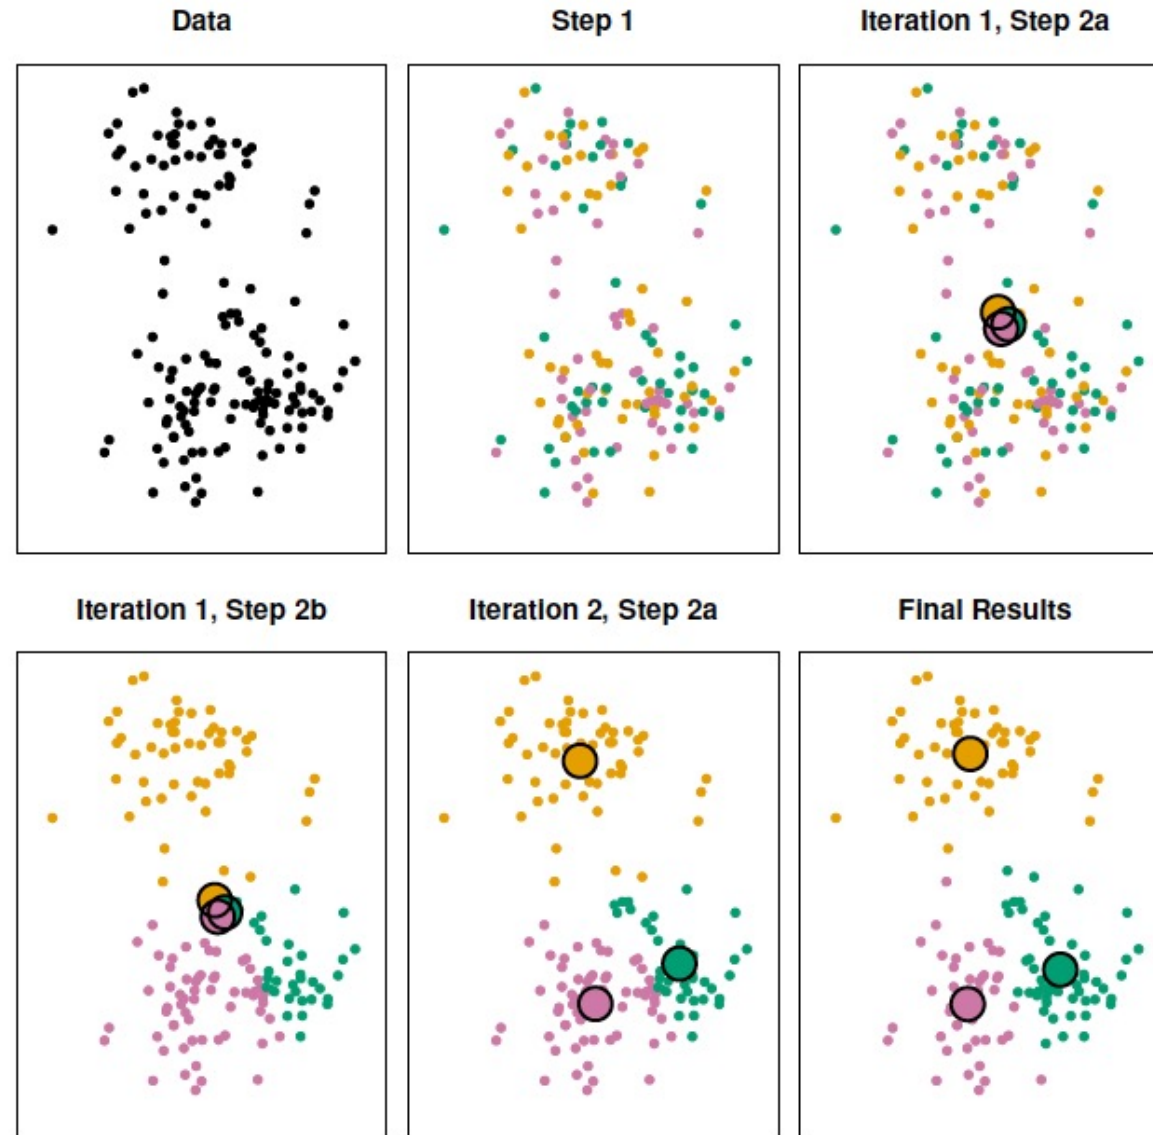 Data
Step 1
Iteration 1, Step 2a
Iteration 1, Step 2b
Iteration 2, Step 2a
Final Results